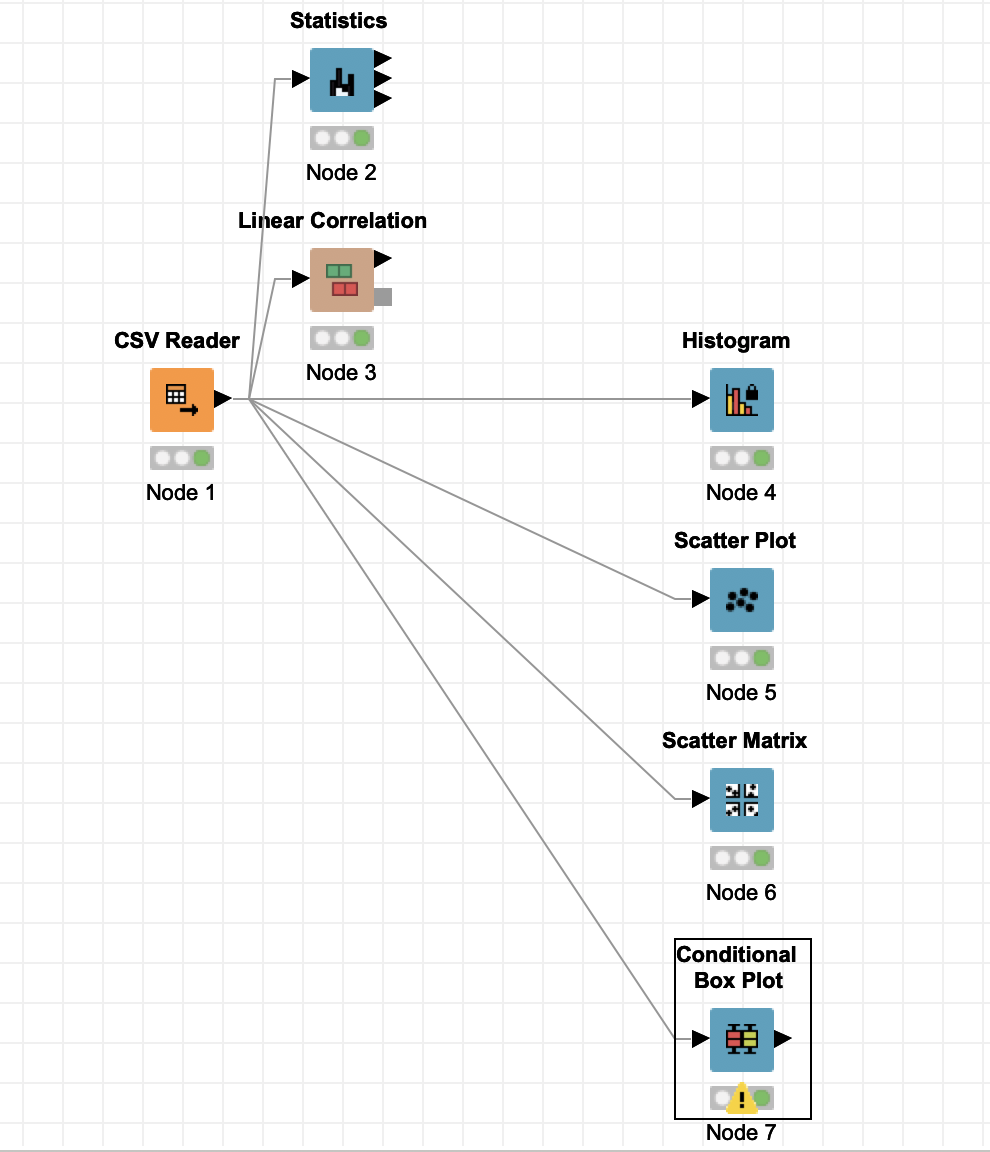 Statistics
Node 2
Linear Correlation
Node 3
CSV Reader
Node 1
Histogram
Node 4
Scatter Plot
Node 5
Scatter Matrix
Node 6
Conditional
Box Plot
Node 7